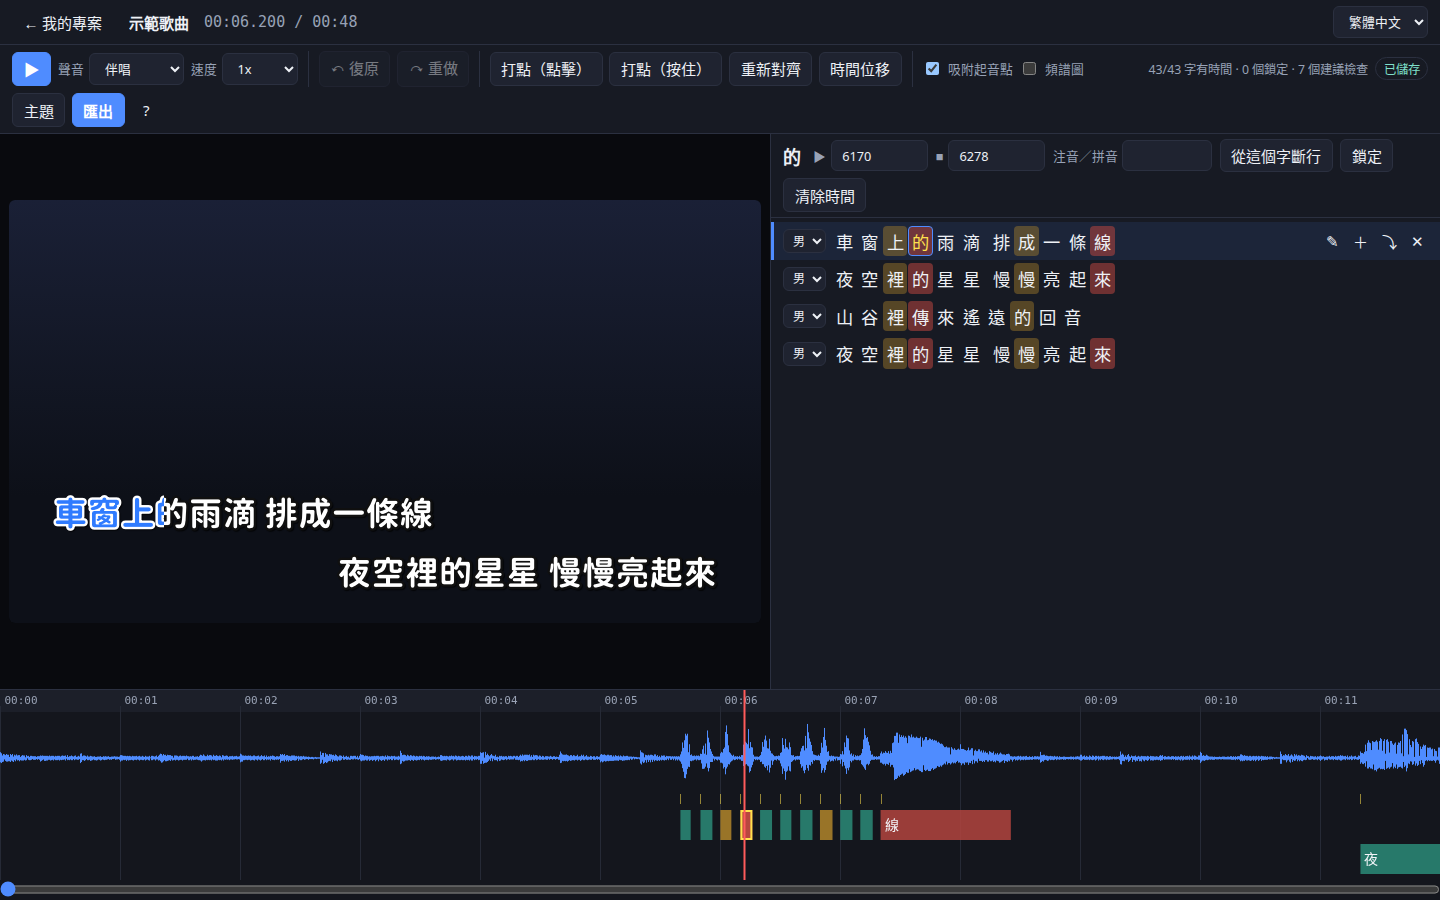 ← 我的專案 示範歌曲 00:06.200 / 00:48 繁體中文
聲音 伴唱 速度 1x ↶ 復原 ↷ 重做 打點（點擊） 打點（按住） 重新對齊 時間位移 吸附起音點 頻譜圖 43/43 字有時間 · 0 個鎖定 · 7 個建議檢查 已儲存
主題 匯出 ?
的 ▶ 6170 ■ 6278 注音／拼音 從這個字斷行 鎖定
清除時間
男 車窗上的雨滴 排成一條線
男 夜空裡的星星 慢慢亮起來
男 山谷裡傳來遙遠的回音
男 夜空裡的星星 慢慢亮起來
車窗上的雨滴 排成一條線
夜空裡的星星 慢慢亮起來
00:00 00:01 00:02 00:03 00:04 00:05 00:06 00:07 00:08 00:09 00:10 00:11
線
夜